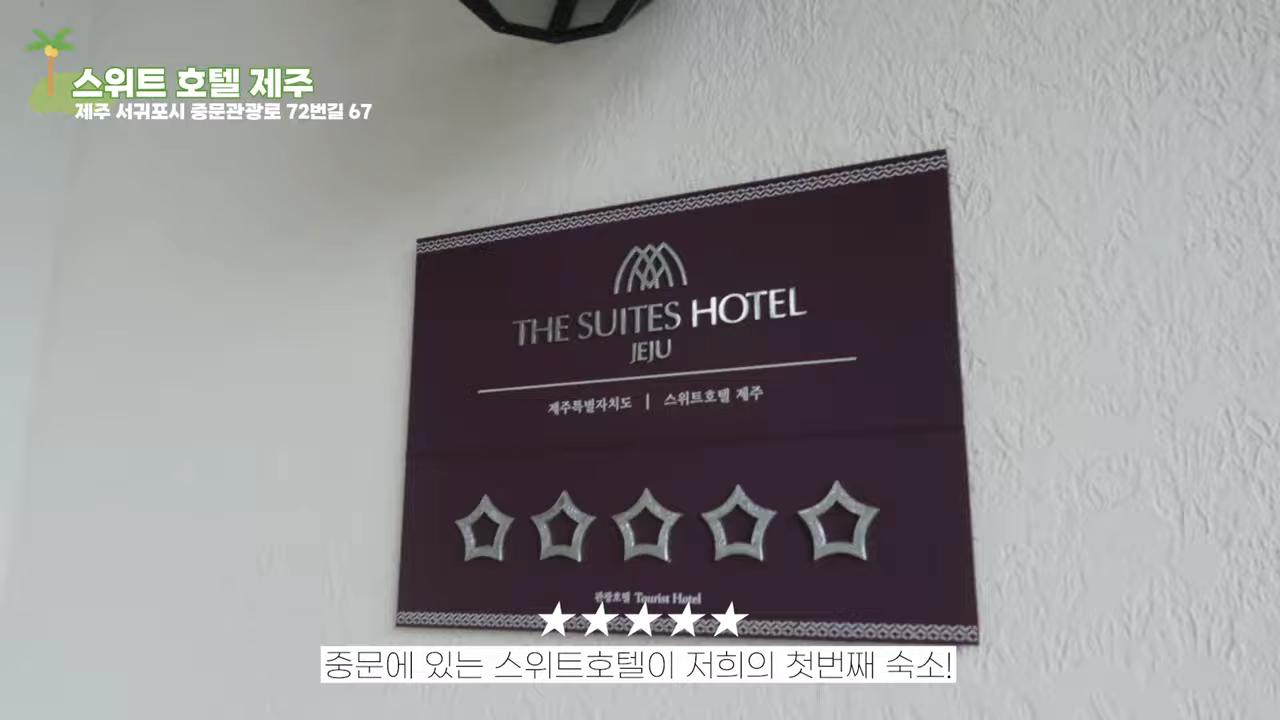 스위트 호텔 제주
제주 서귀포시 중문관광로 72번길 67
THE SUITES HOTEL
JEJU
제주특별자치도 | 스위트호텔 제주
관광호텔 Tourist Hotel
★★★★★
중문에 있는 스위트호텔이 저희의 첫번째 숙소!